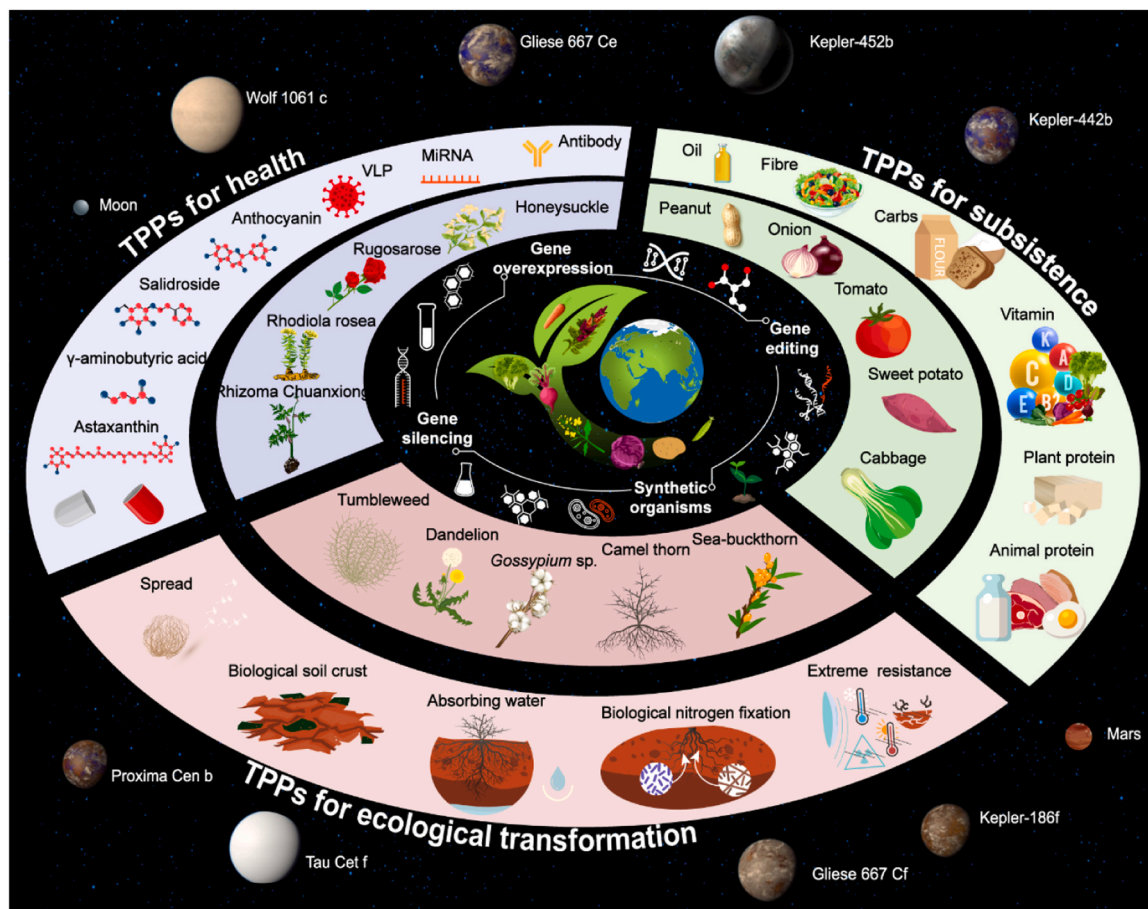 Gliese 667 Ce
Kepler-452b
Wolf 1061 c
Kepler-442b
Moon
TPPs for health
Antibody
MiRNA
VLP
Anthocyanin
Salidroside
γ-aminobutyric acid
Astaxanthin
Honeysuckle
Rugosarose
Rhodiola rosea
Rhizoma Chuanxiong
TPPs for subsistence
Oil
Fibre
Carbs
FLOUR
Vitamin
K
A
C
D
E
B2
Plant protein
Animal protein
Peanut
Onion
Tomato
Sweet potato
Cabbage
Gene
overexpression
Gene
editing
Gene
silencing
Synthetic
organisms
Tumbleweed
Dandelion
Gossypium sp.
Camel thorn
Sea-buckthorn
Spread
Biological soil crust
Absorbing water
Biological nitrogen fixation
Extreme resistance
TPPs for ecological transformation
Mars
Proxima Cen b
Tau Cet f
Kepler-186f
Gliese 667 Cf